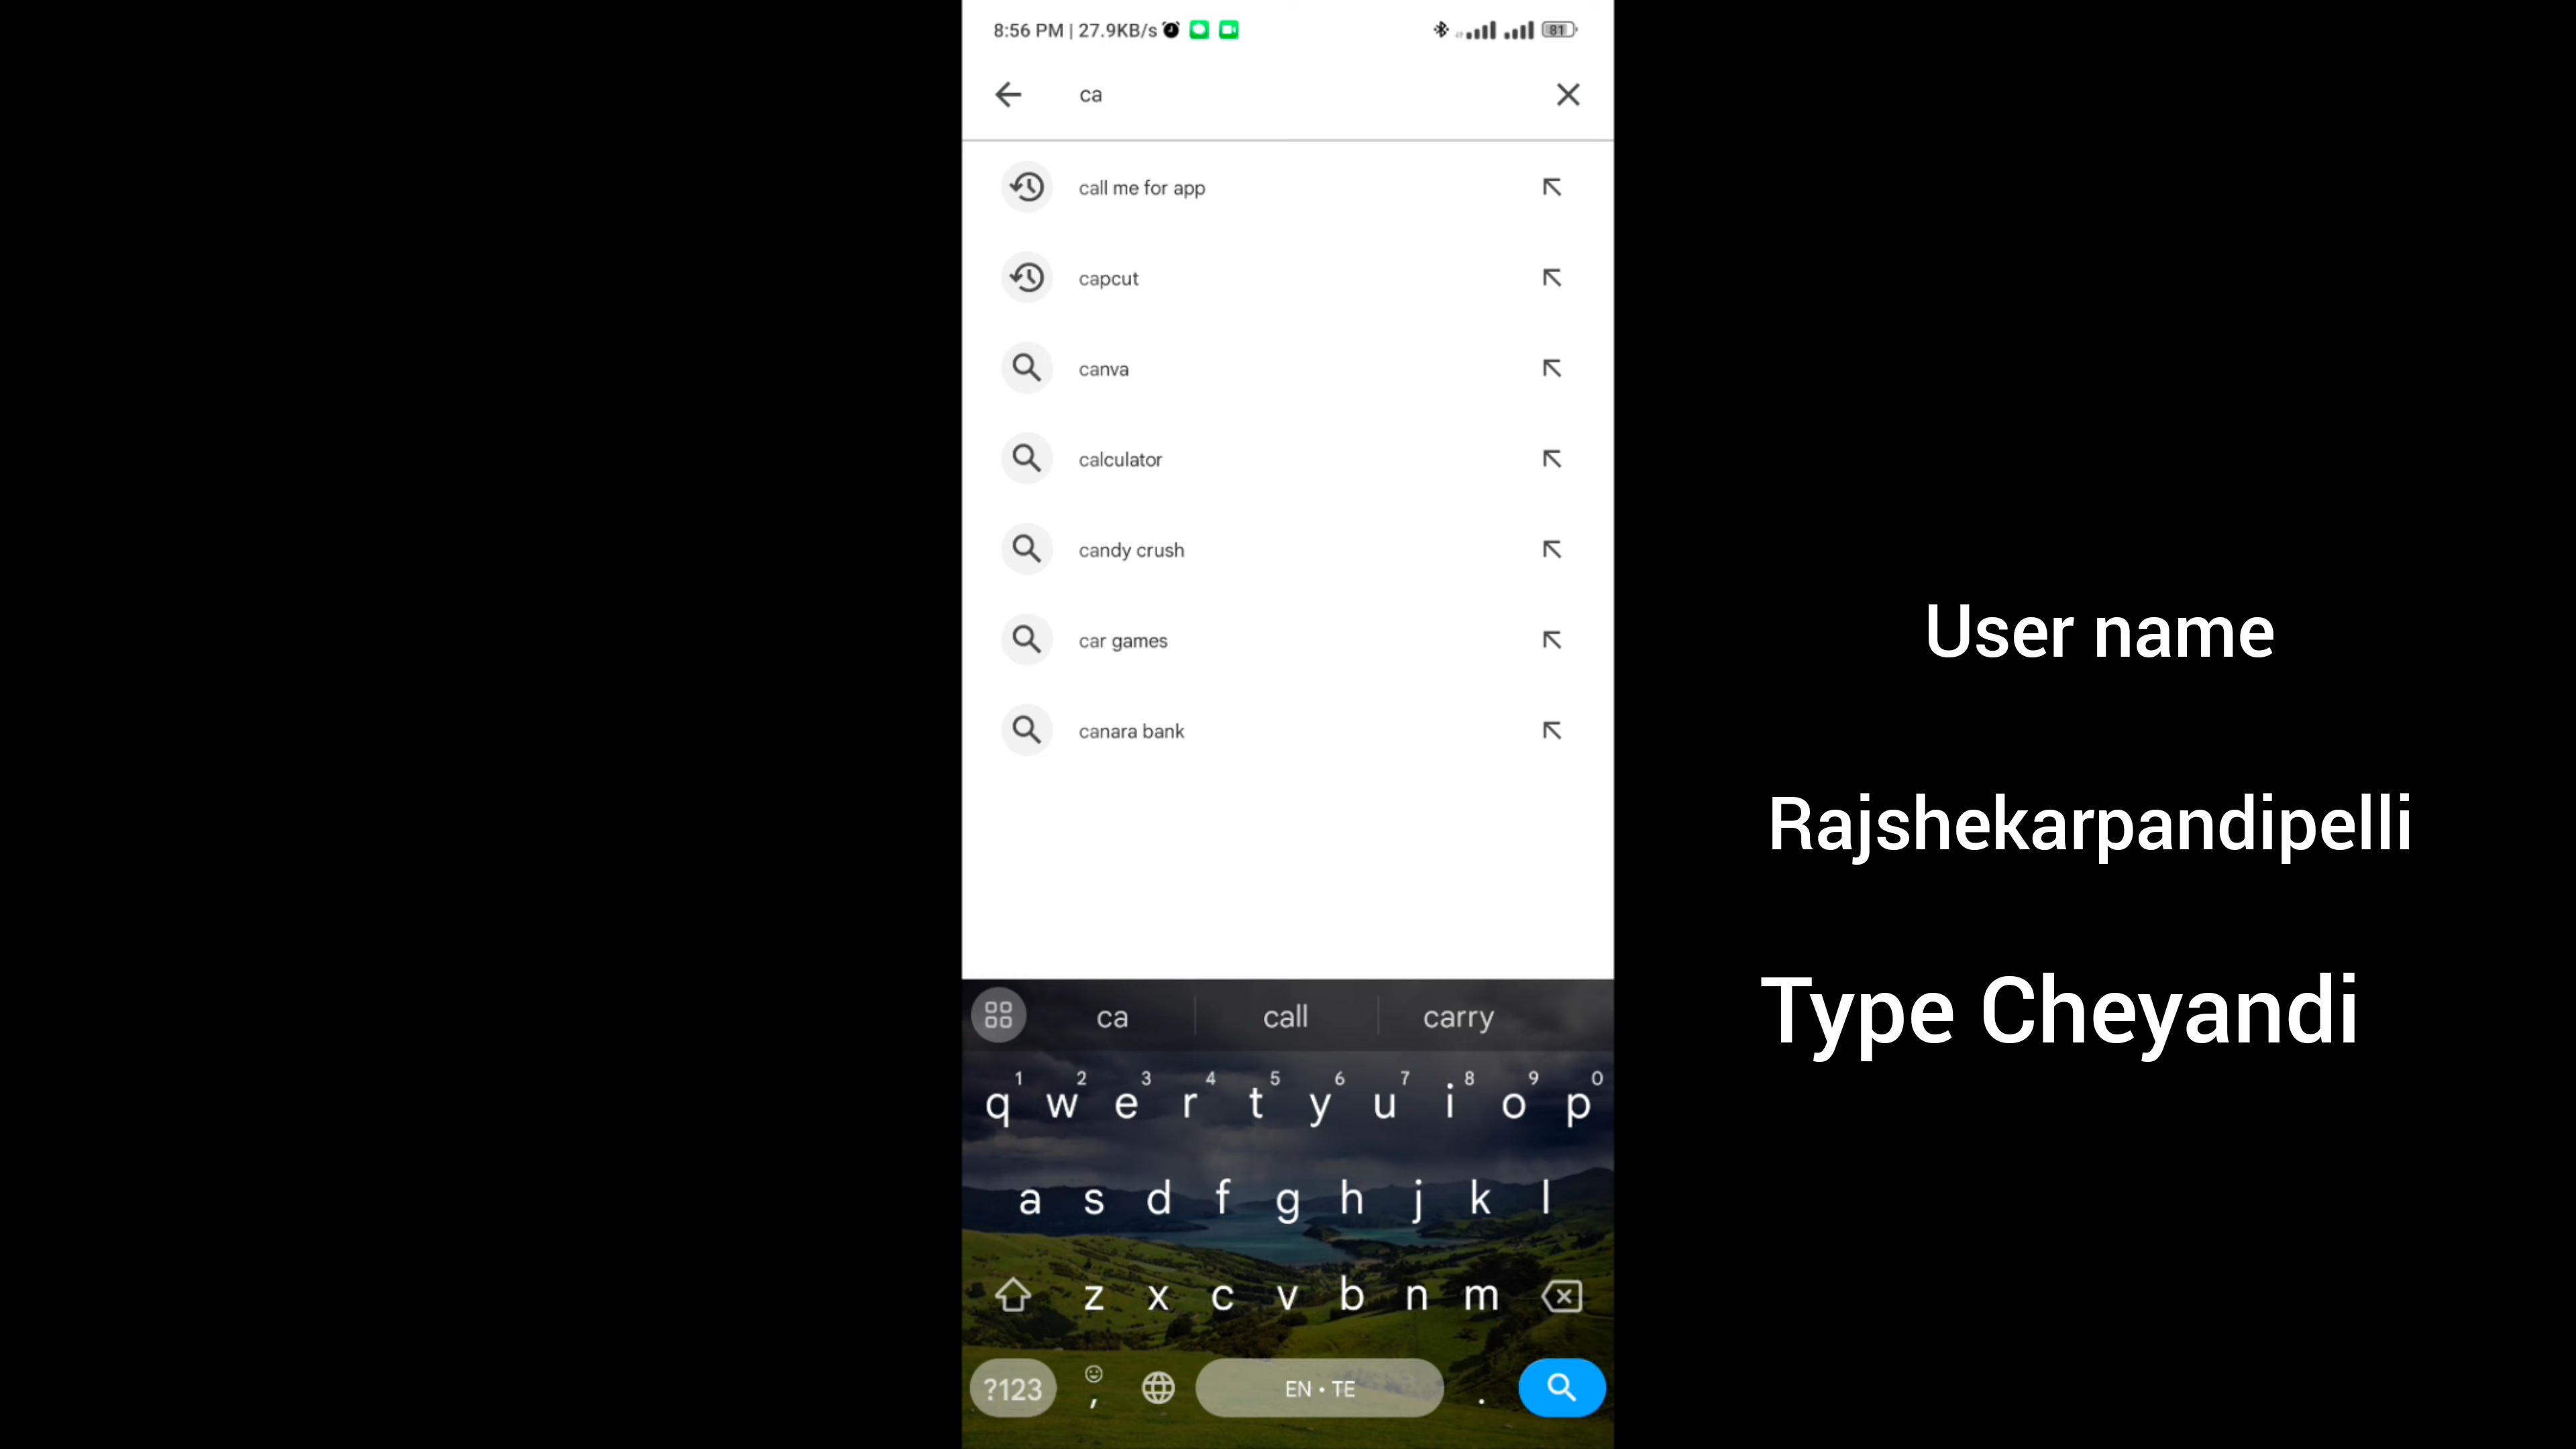 8:56 PM | 27.9KB/s
81
ca
call me for app
capcut
canva
calculator
candy crush
car games
canara bank
User name
Rajshekarpandipelli
Type Cheyandi
ca call carry
1 2 3 4 5 6 7 8 9 0
q w e r t y u i o p
a s d f g h j k l
z x c v b n m
?123 , EN • TE .